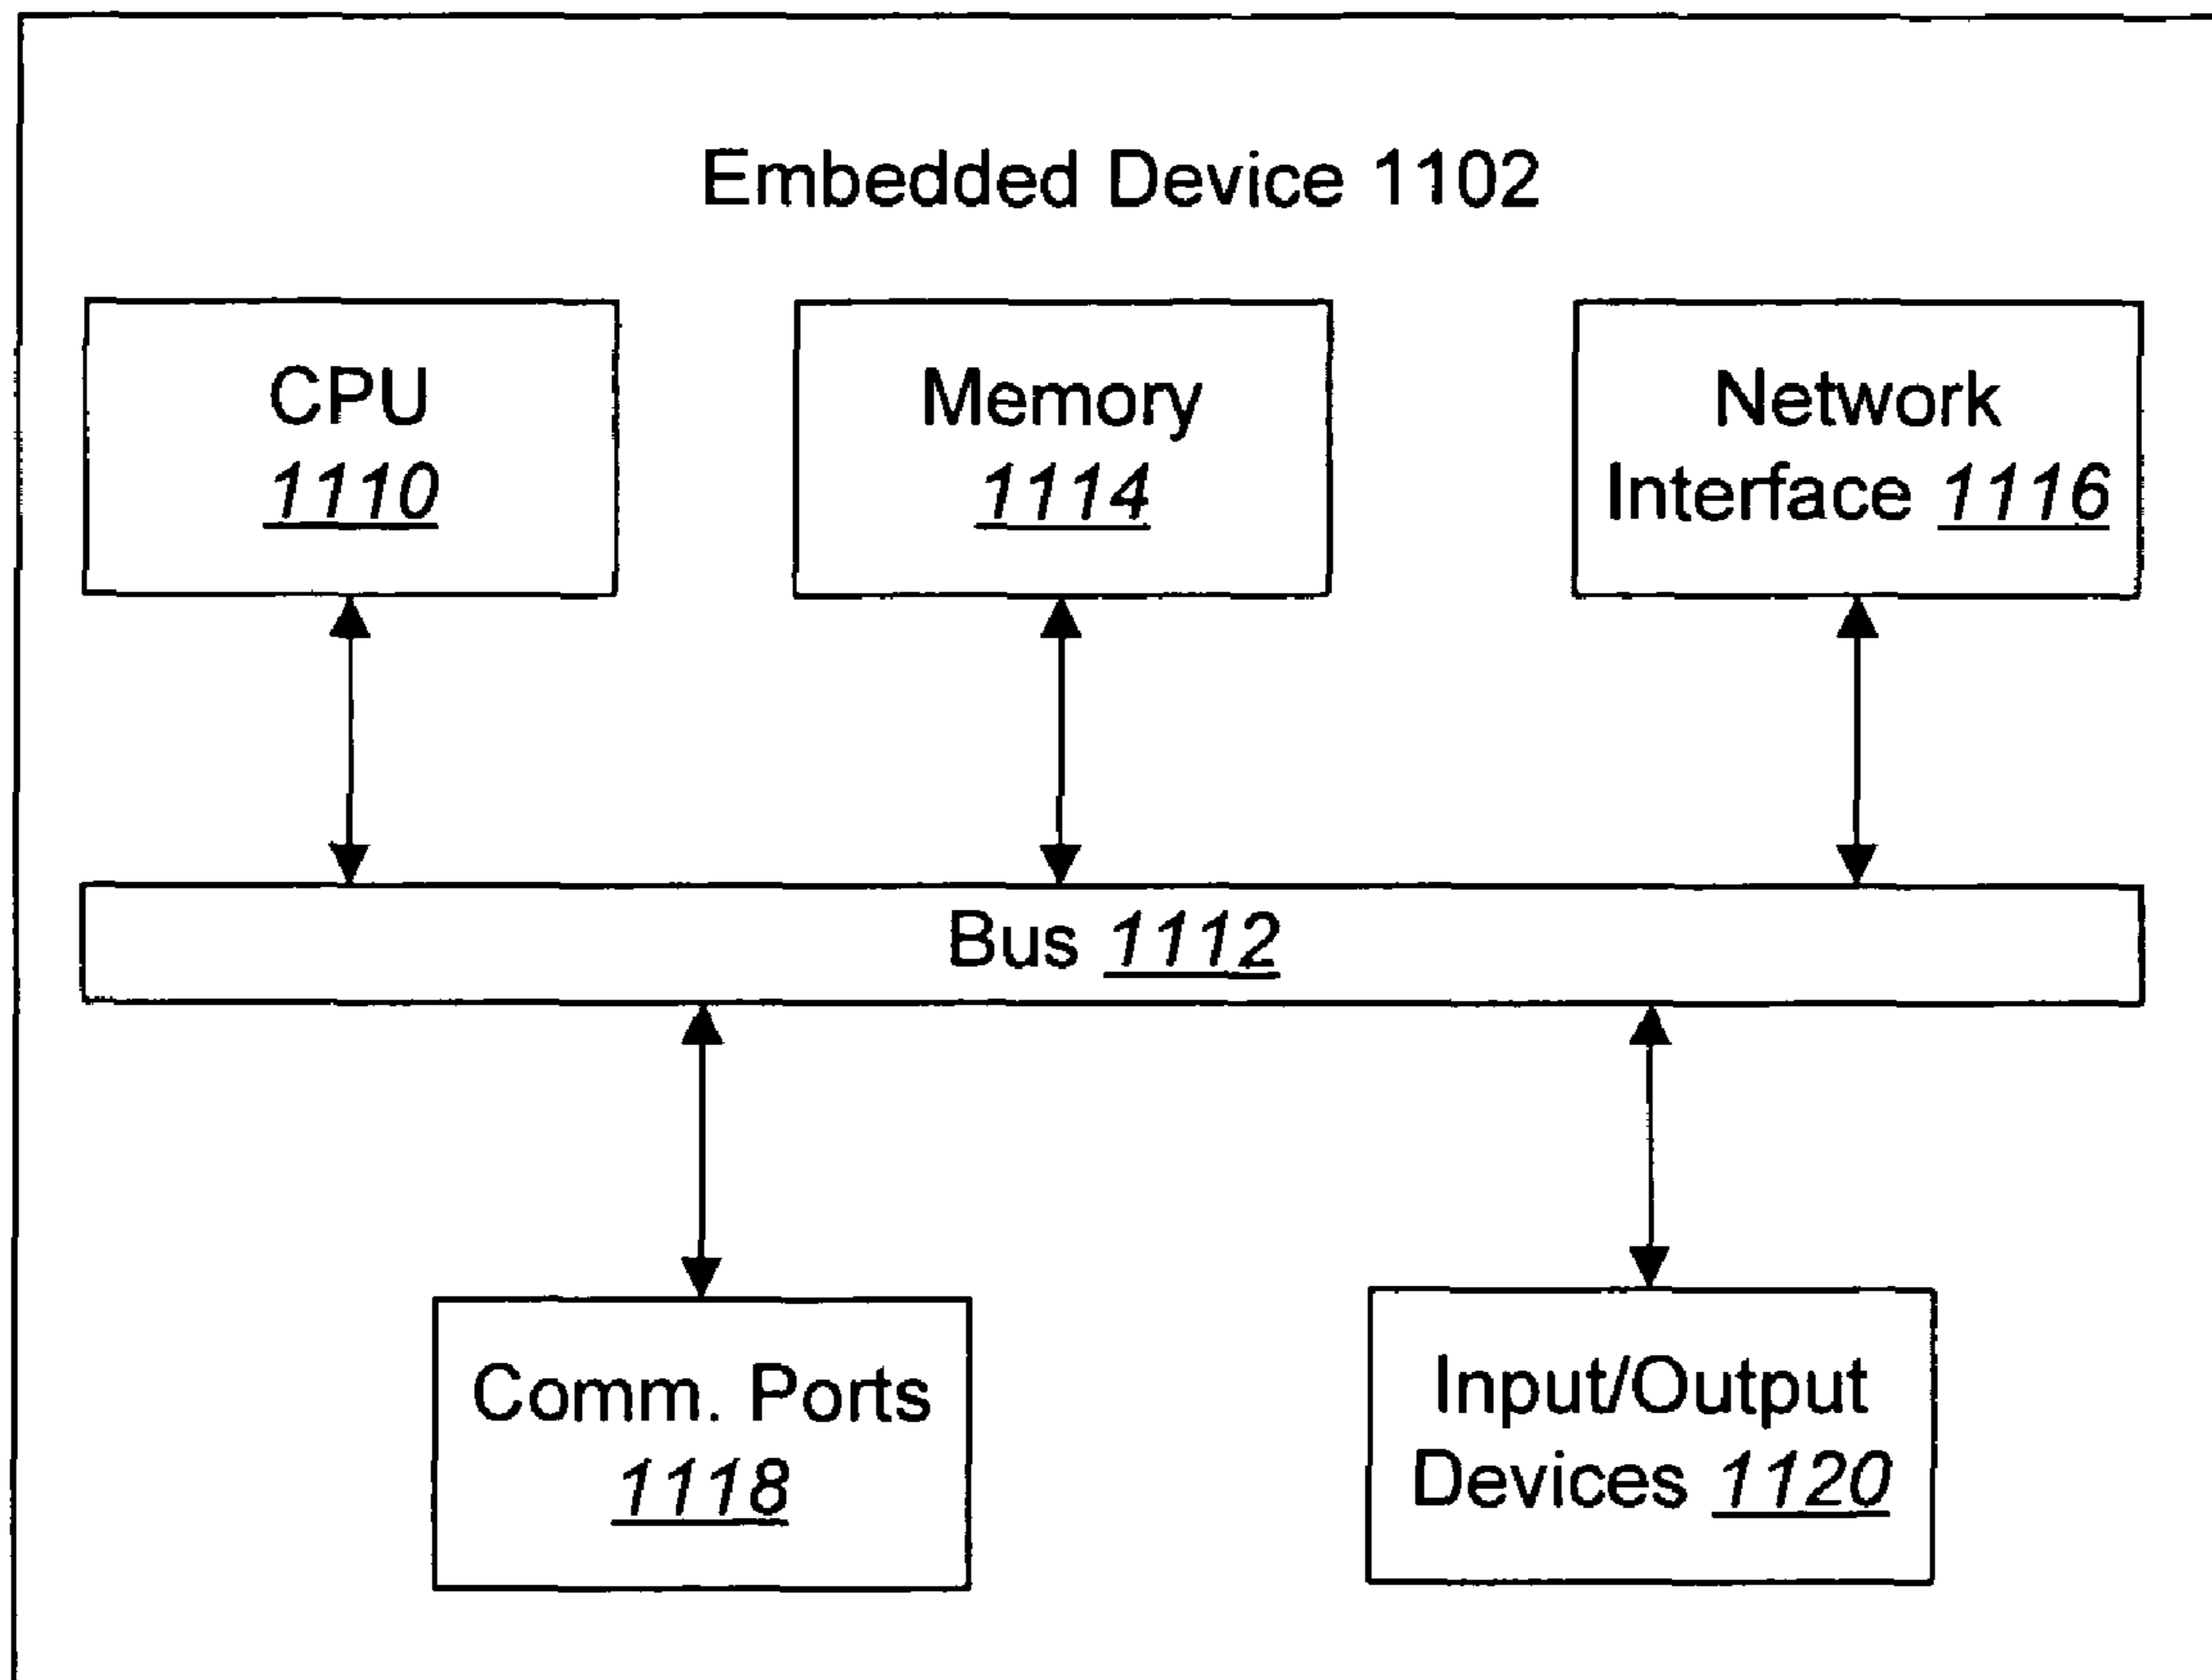 Embedded Device 1102
CPU
1110
Memory
1114
Network
Interface 1116
Bus 1112
Comm. Ports
1118
Input/Output
Devices 1120